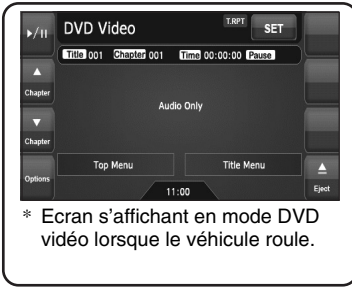 DVD Video
T.RPT
SET
Title 001 Chapter 001 Time 00:00:00 Pause
Chapter
Audio Only
Chapter
Options
Top Menu
Title Menu
11:00
Eject
* Ecran s'affichant en mode DVD
vidéo lorsque le véhicule roule.